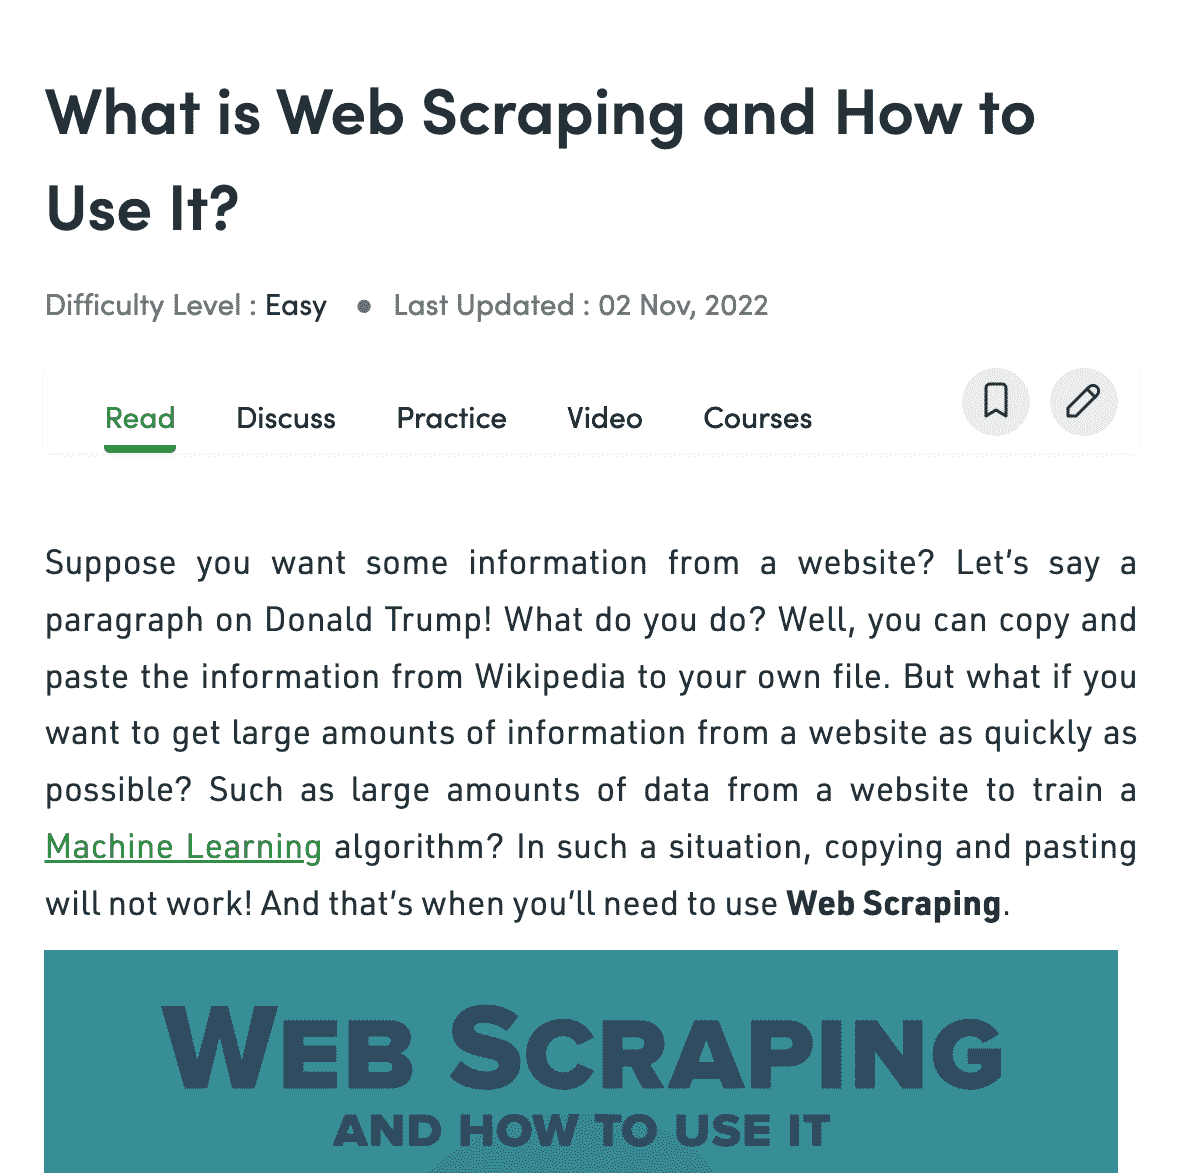 What is Web Scraping and How to
Use It?
Difficulty Level : Easy • Last Updated : 02 Nov, 2022
Read Discuss Practice Video Courses
Suppose you want some information from a website? Let’s say a
paragraph on Donald Trump! What do you do? Well, you can copy and
paste the information from Wikipedia to your own file. But what if you
want to get large amounts of information from a website as quickly as
possible? Such as large amounts of data from a website to train a
Machine Learning algorithm? In such a situation, copying and pasting
will not work! And that’s when you’ll need to use Web Scraping.
WEB SCRAPING
AND HOW TO USE IT